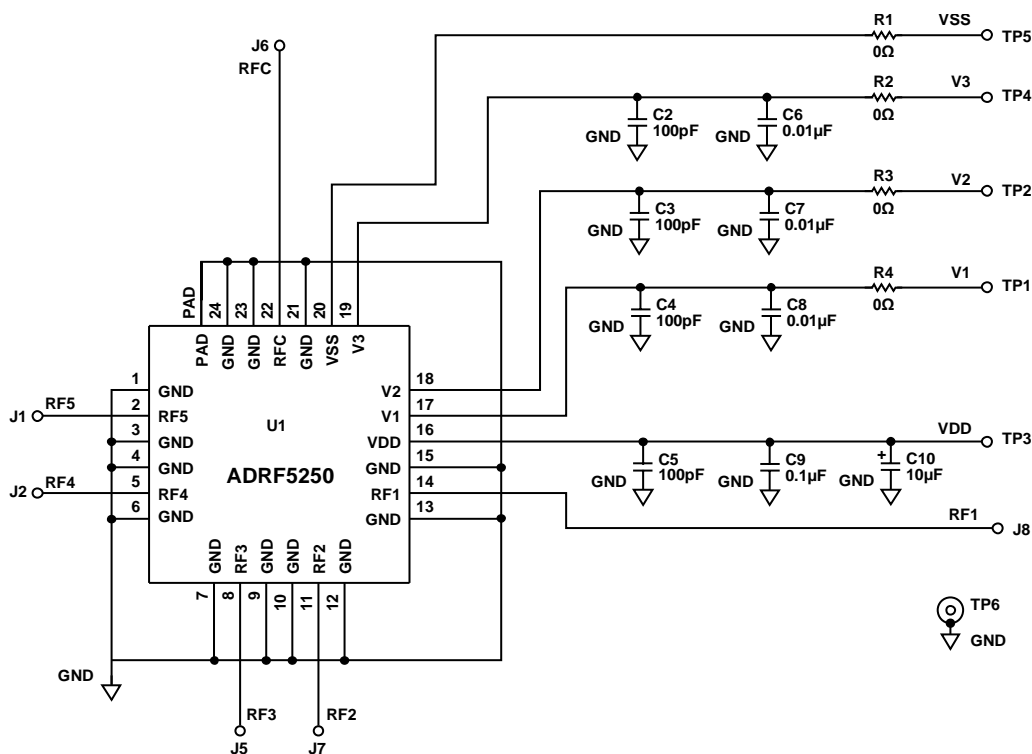 R1
VSS
TP5
0Ω
J6
RFC
R2
V3
TP4
0Ω
C2
100pF
GND
C6
0.01µF
GND
R3
V2
TP2
0Ω
C3
100pF
GND
C7
0.01µF
GND
R4
V1
TP1
0Ω
C4
100pF
GND
C8
0.01µF
GND
PAD
24
23
22
21
20
19
PAD
GND
GND
RFC
GND
VSS
V3
1
GND
2
RF5
3
GND
4
GND
5
RF4
6
GND
J1
RF5
J2
RF4
U1
ADRF5250
18
V2
17
V1
16
VDD
15
GND
14
RF1
13
GND
VDD
TP3
C5
100pF
GND
C9
0.1µF
GND
+
C10
10µF
GND
RF1
J8
GND
RF3
GND
GND
RF2
GND
7
8
9
10
11
12
TP6
GND
GND
RF3
RF2
J5
J7